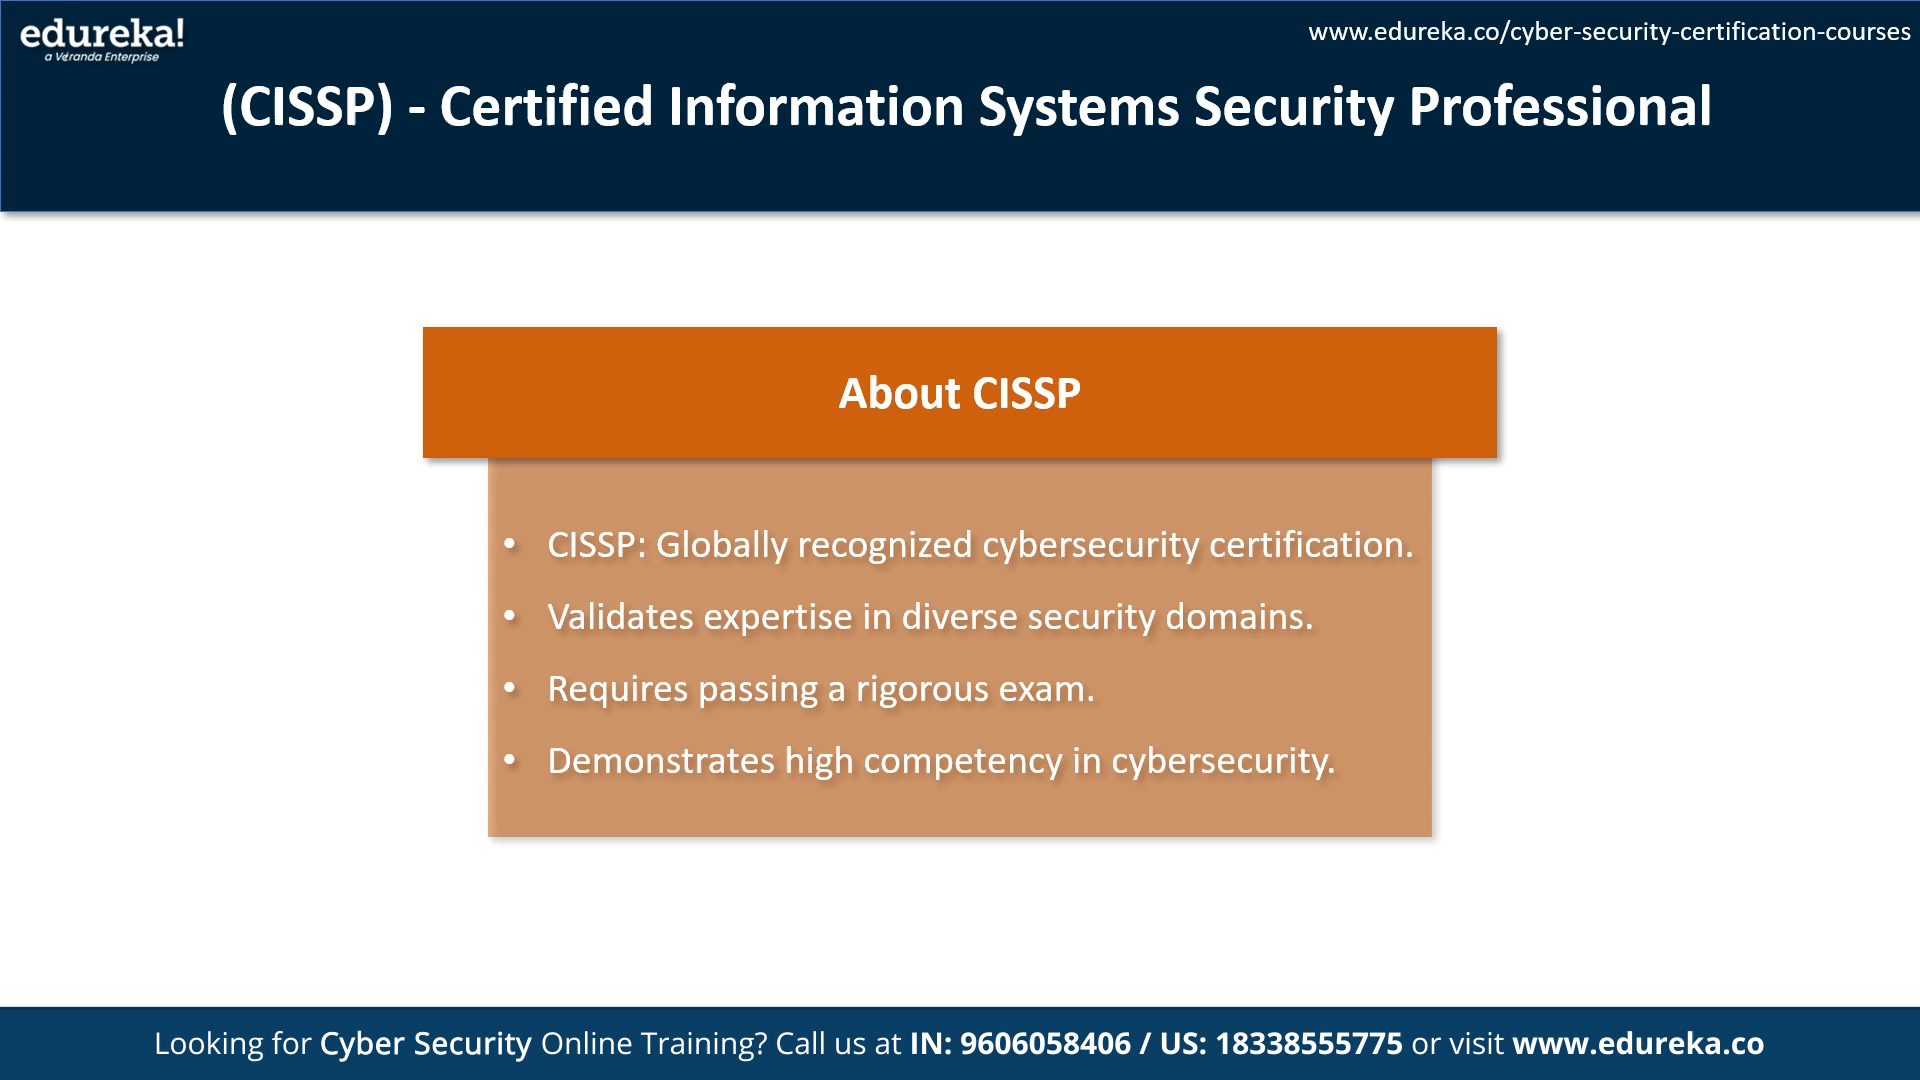 edureka!
a Veranda Enterprise
www.edureka.co/cyber-security-certification-courses
(CISSP) - Certified Information Systems Security Professional
About CISSP
• CISSP: Globally recognized cybersecurity certification.
• Validates expertise in diverse security domains.
• Requires passing a rigorous exam.
• Demonstrates high competency in cybersecurity.
Looking for Cyber Security Online Training? Call us at IN: 9606058406 / US: 18338555775 or visit www.edureka.co